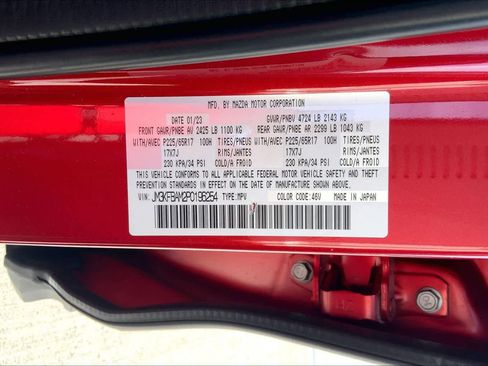 MFD. BY MAZDA MOTOR CORPORATION
DATE 01/23 GVWR/PNBV 4724 LB 2143 KG
FRONT GAWR/PNBE AV 2425 LB 1100 KG REAR GAWR/PNBE AR 2299 LB 1043 KG
WITH/AVEC P225/65R17 100H TIRES/PNEUS WITH/AVEC P225/65R17 100H TIRES/PNEUS
17X7J RIMS/JANTES 17X7J RIMS/JANTES
230 KPA/34 PSI COLD/A FROID 230 KPA/34 PSI COLD/A FROID
THIS VEHICLE CONFORMS TO ALL APPLICABLE FEDERAL MOTOR VEHICLE SAFETY
AND THEFT PREVENTION STANDARDS IN EFFECT ON THE
DATE OF MANUFACTURE SHOWN ABOVE.
VIN: JM3KFBAM2P0196254 TYPE:MPV COLOR CODE:46V MADE IN JAPAN